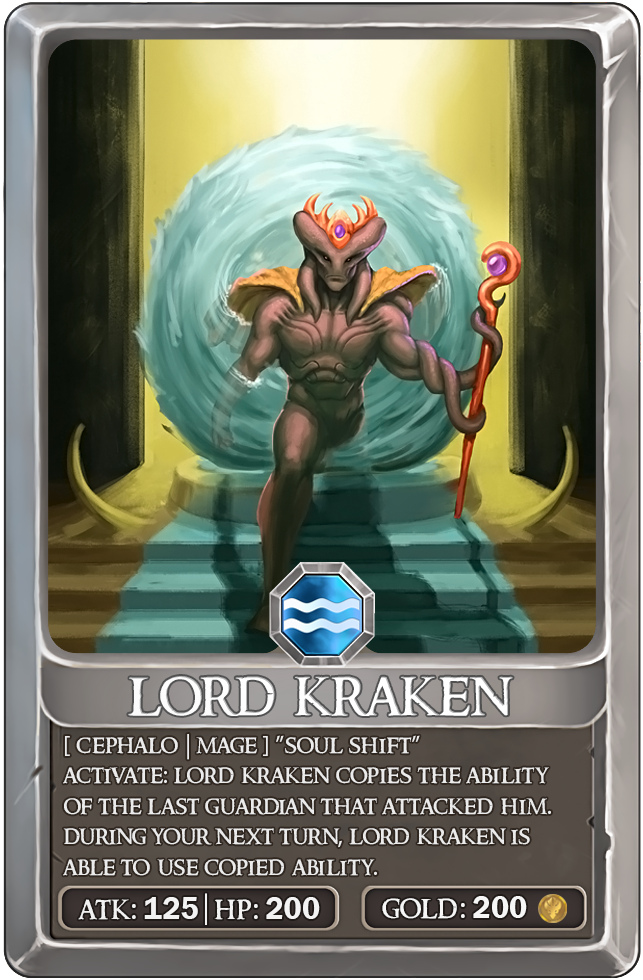 LORD KRAKEN
[ CEPHALO | MAGE ] "SOUL SHIFT"
ACTIVATE: LORD KRAKEN COPIES THE ABILITY
OF THE LAST GUARDIAN THAT ATTACKED HIM.
DURING YOUR NEXT TURN, LORD KRAKEN IS
ABLE TO USE COPIED ABILITY.
ATK: 125 | HP: 200 GOLD: 200